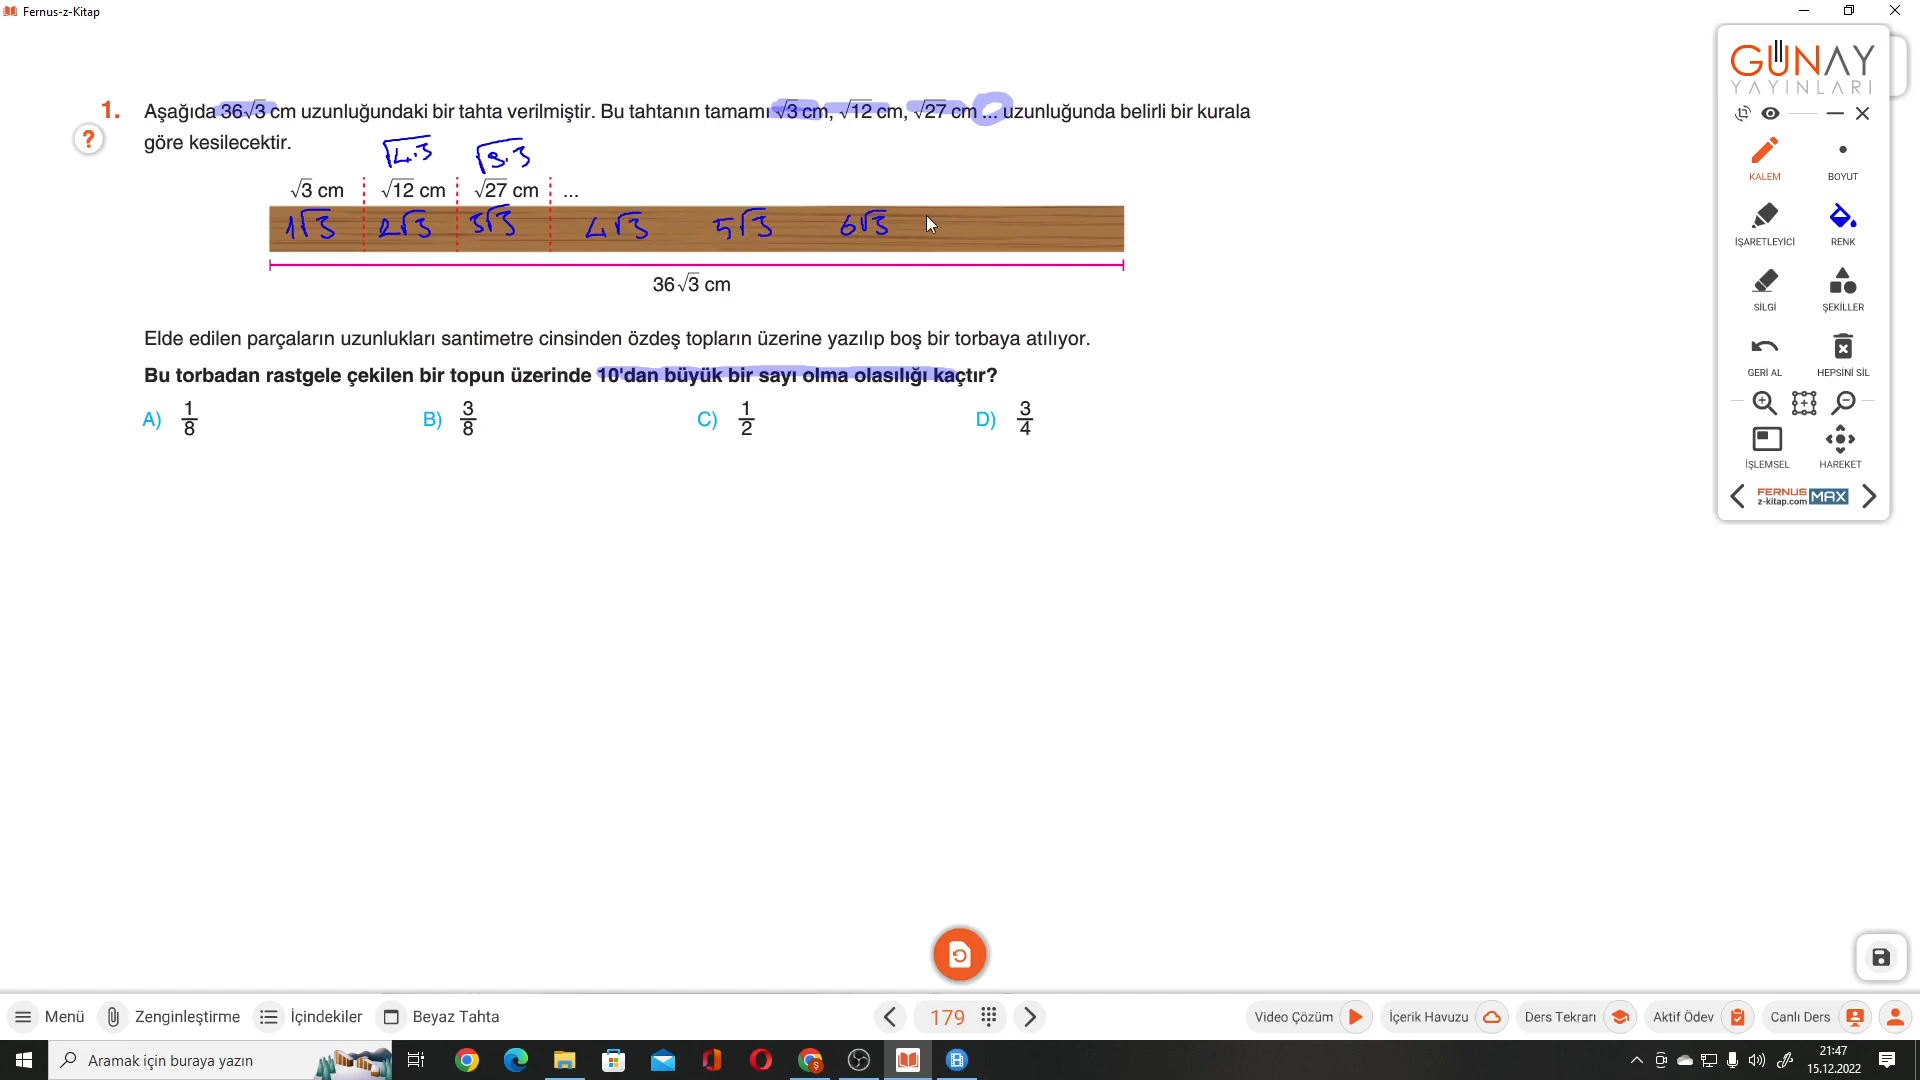 Fernus-z-Kitap
GÜNAY
YAYINLARI
1. Aşağıda 36√3 cm uzunluğundaki bir tahta verilmiştir. Bu tahtanın tamamı √3 cm, √12 cm, √27 cm ... uzunluğunda belirli bir kurala
? göre kesilecektir.
√4.3 √9.3
√3 cm √12 cm √27 cm ...
1√3 2√3 3√3 4√3 5√3 6√3
36√3 cm
Elde edilen parçaların uzunlukları santimetre cinsinden özdeş topların üzerine yazılıp boş bir torbaya atılıyor.
Bu torbadan rastgele çekilen bir topun üzerinde 10'dan büyük bir sayı olma olasılığı kaçtır?
A) 1/8 B) 3/8 C) 1/2 D) 3/4
KALEM BOYUT
İŞARETLEYİCİ RENK
SİLGİ ŞEKİLLER
GERİ AL HEPSİNİ SİL
İŞLEMSEL HAREKET
FERNUS
z-kitap.com MAX
Menü Zenginleştirme İçindekiler Beyaz Tahta 179 Video Çözüm İçerik Havuzu Ders Tekrarı Aktif Ödev Canlı Ders
Aramak için buraya yazın
21:47
15.12.2022